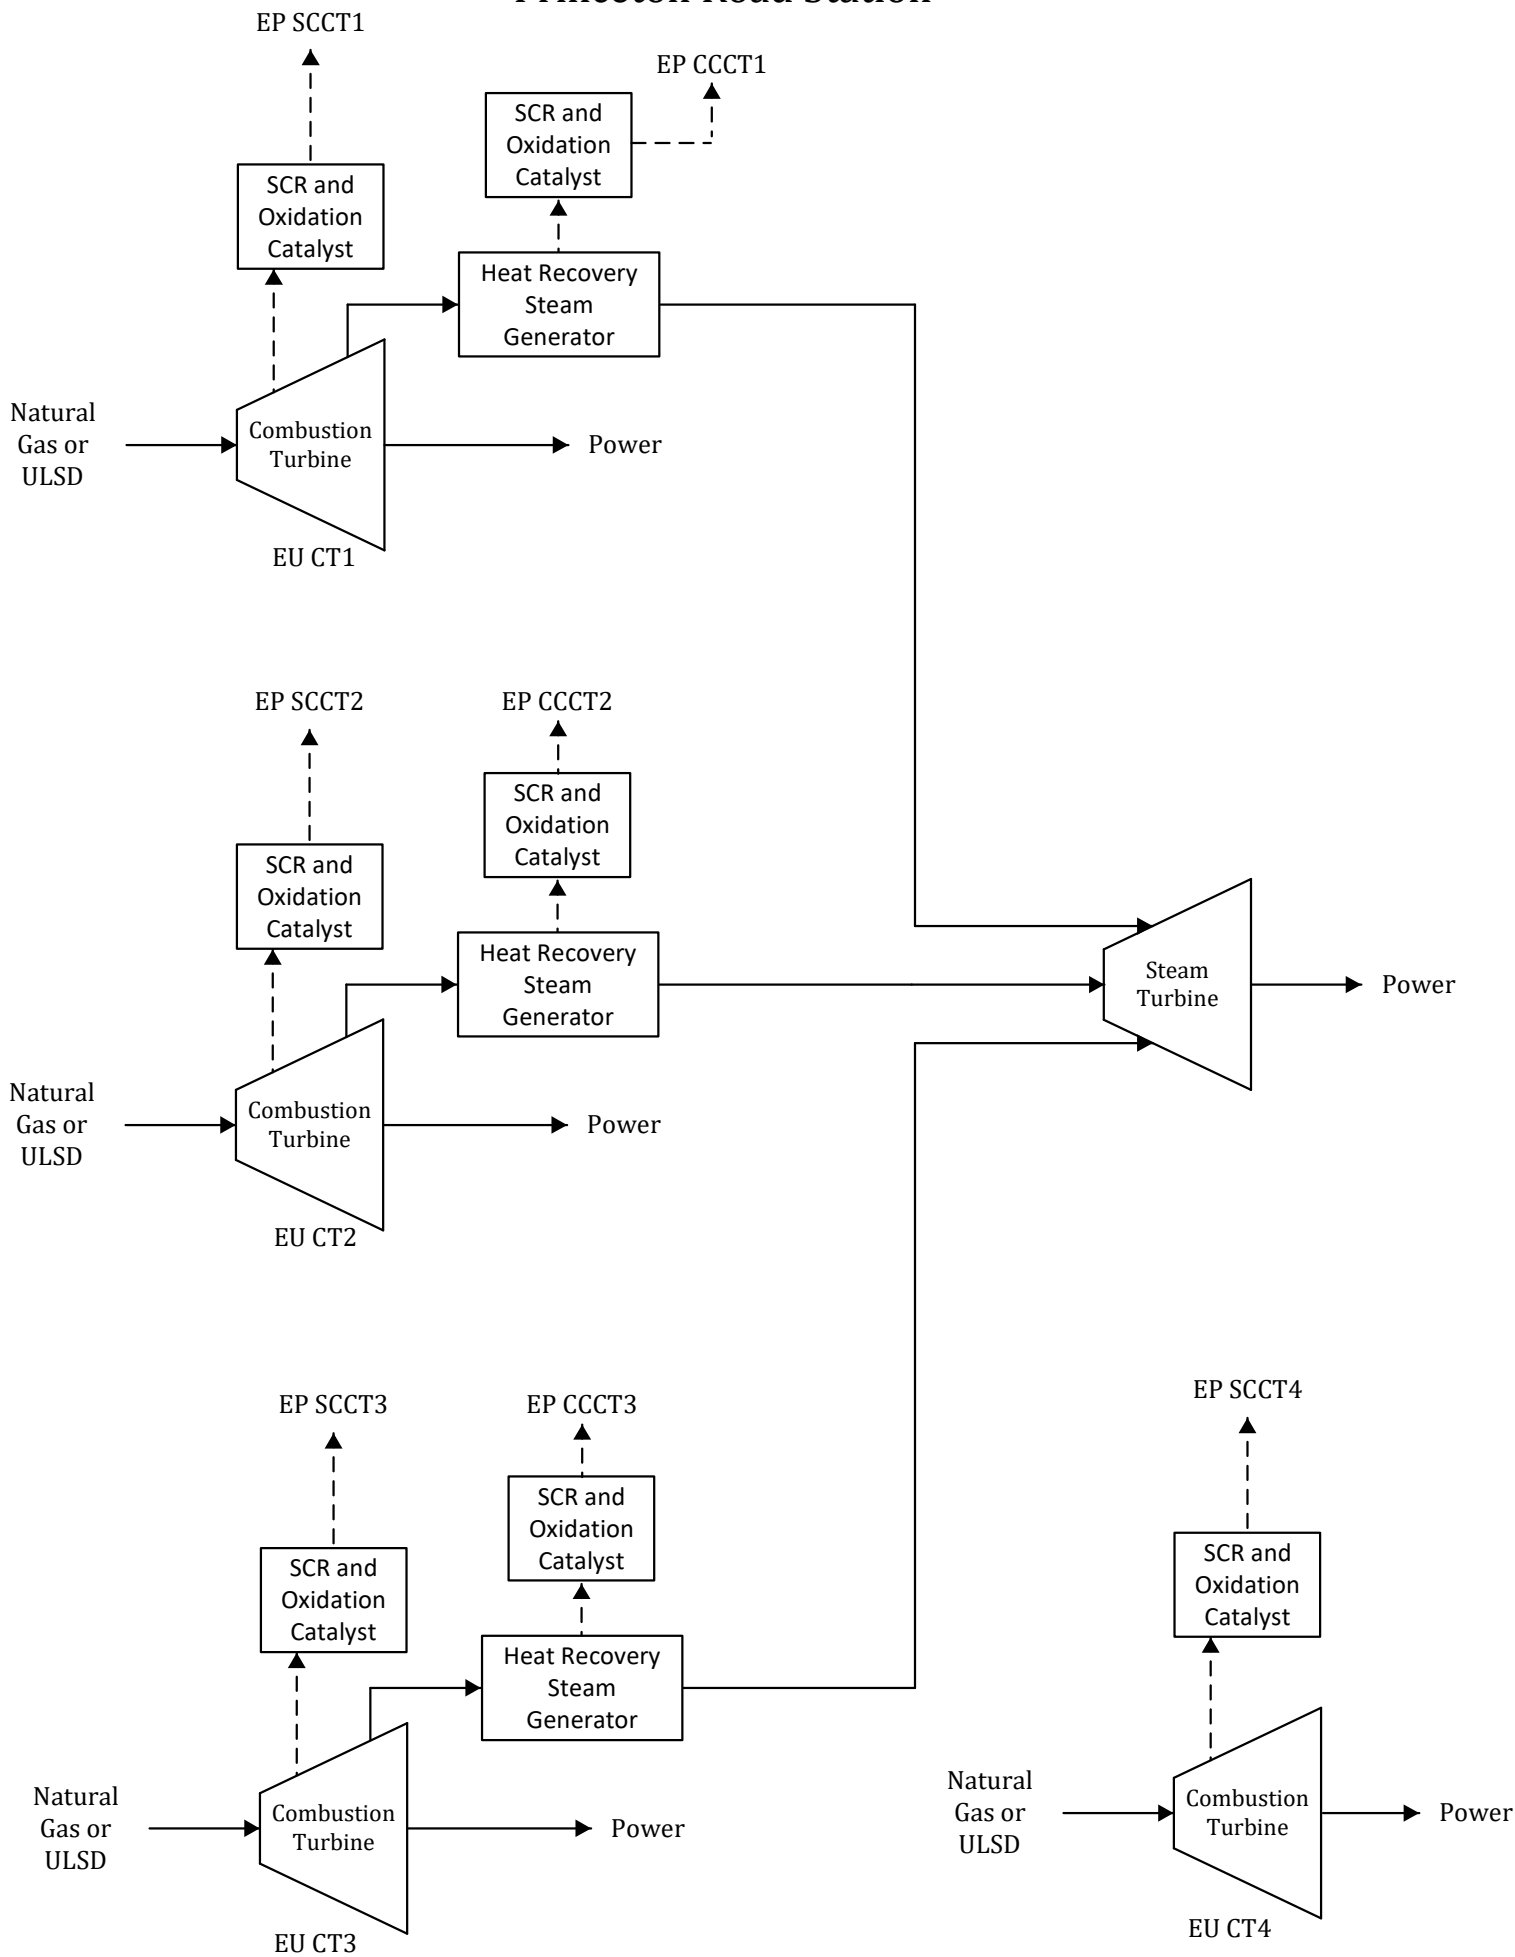 Princeton Road Station
EP SCCT1
EP CCCT1
SCR and
Oxidation
Catalyst
SCR and
Oxidation
Catalyst
Heat Recovery
Steam
Generator
Natural
Gas or
ULSD
Combustion
Turbine
Power
EU CT1
EP SCCT2
EP CCCT2
SCR and
Oxidation
Catalyst
SCR and
Oxidation
Catalyst
Heat Recovery
Steam
Generator
Steam
Turbine
Power
Natural
Gas or
ULSD
Combustion
Turbine
Power
EU CT2
EP SCCT3
EP CCCT3
SCR and
Oxidation
Catalyst
SCR and
Oxidation
Catalyst
Heat Recovery
Steam
Generator
Natural
Gas or
ULSD
Combustion
Turbine
Power
EU CT3
EP SCCT4
SCR and
Oxidation
Catalyst
Natural
Gas or
ULSD
Combustion
Turbine
Power
EU CT4